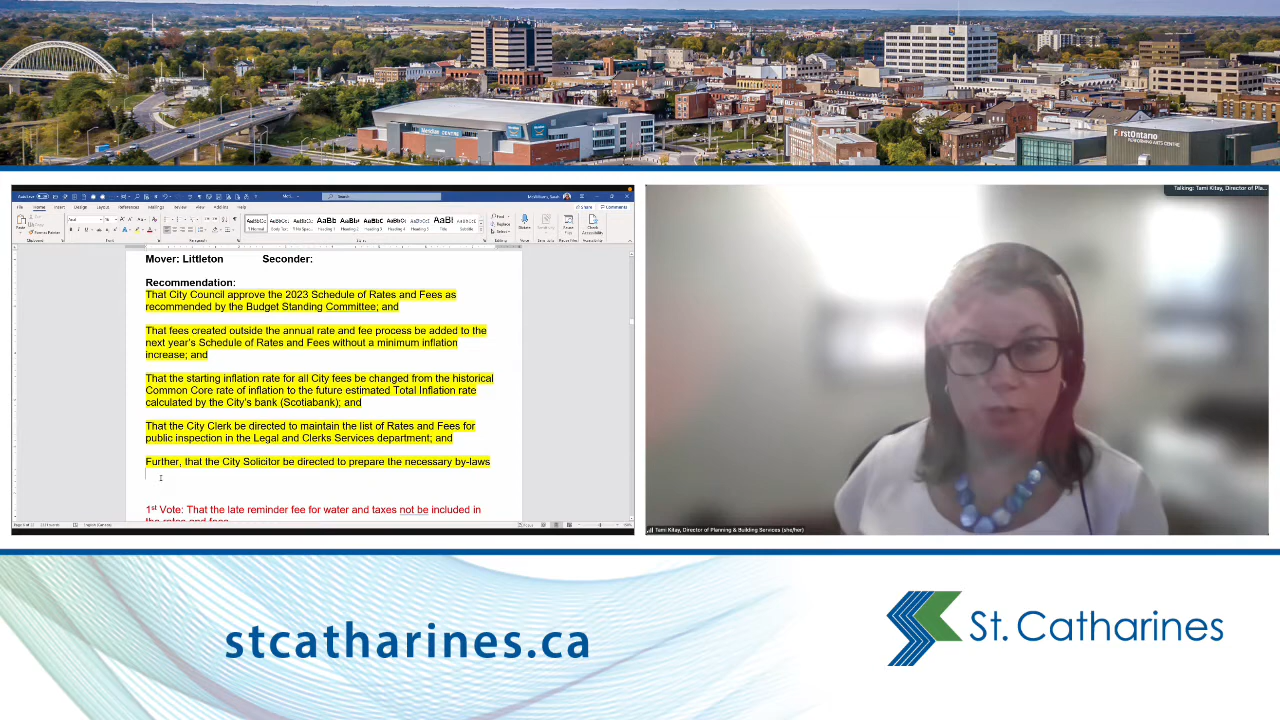 MERIDIAN CENTRE
FirstOntario
PERFORMING ARTS CENTRE
Talking: Tami Kitay, Director of Pla...
Search
Mover: Littleton Seconder:
Recommendation:
That City Council approve the 2023 Schedule of Rates and Fees as
recommended by the Budget Standing Committee; and
That fees created outside the annual rate and fee process be added to the
next year's Schedule of Rates and Fees without a minimum inflation
increase; and
That the starting inflation rate for all City fees be changed from the historical
Common Core rate of inflation to the future estimated Total Inflation rate
calculated by the City's bank (Scotiabank); and
That the City Clerk be directed to maintain the list of Rates and Fees for
public inspection in the Legal and Clerks Services department; and
Further, that the City Solicitor be directed to prepare the necessary by-laws
1st Vote: That the late reminder fee for water and taxes not be included in
the rates and fees
Tami Kitay, Director of Planning & Building Services (she/her)
stcatharines.ca
St. Catharines